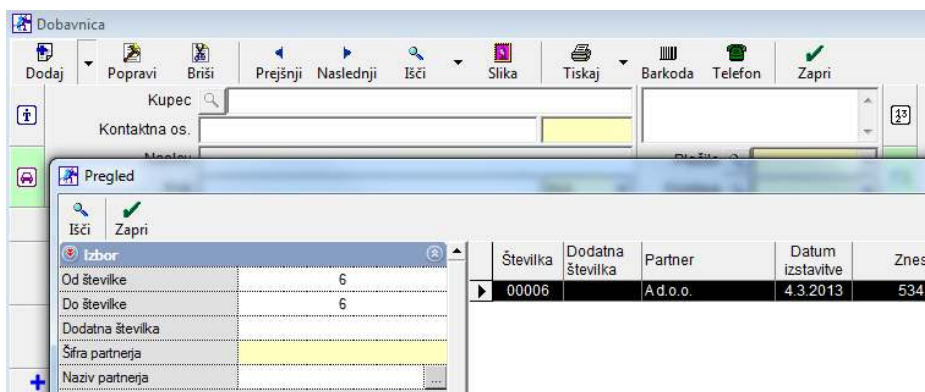 Dobavnica
Dodaj Popravi Briši Prejšnji Naslednji Išči Slika Tiskaj Barkoda Telefon Zapri
Kupec
Kontaktna os.
Naslov
Pregled
Išči Zapri
Izbor
Od številke 6
Do številke 6
Dodatna številka
Šifra partnerja
Naziv partnerja ...
Številka Dodatna številka Partner Datum izstavitve Znes
00006 A d.o.o. 4.3.2013 534